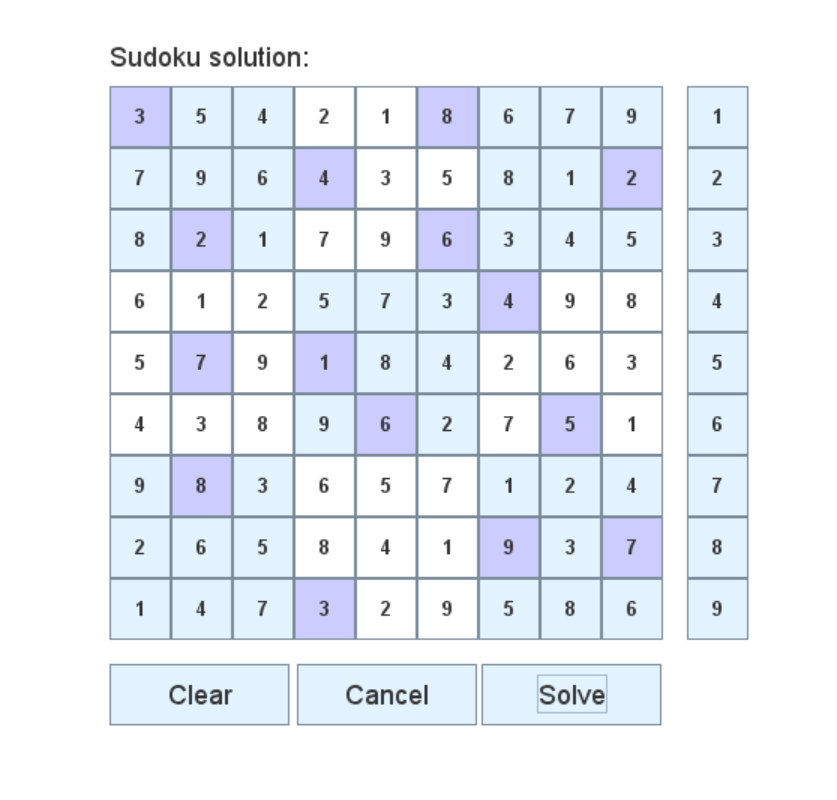 Sudoku solution:
3 5 4 2 1 8 6 7 9 1
7 9 6 4 3 5 8 1 2 2
8 2 1 7 9 6 3 4 5 3
6 1 2 5 7 3 4 9 8 4
5 7 9 1 8 4 2 6 3 5
4 3 8 9 6 2 7 5 1 6
9 8 3 6 5 7 1 2 4 7
2 6 5 8 4 1 9 3 7 8
1 4 7 3 2 9 5 8 6 9
Clear Cancel Solve